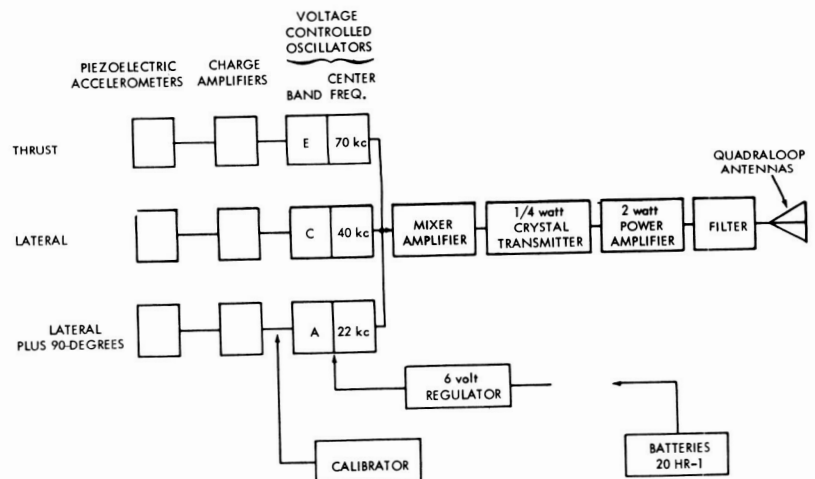 VOLTAGE
CONTROLLED
OSCILLATORS
PIEZOELECTRIC
ACCELEROMETERS
CHARGE
AMPLIFIERS
BAND
CENTER
FREQ.
THRUST
E
70 kc
QUADRALOOP
ANTENNAS
LATERAL
C
40 kc
MIXER
AMPLIFIER
1/4 watt
CRYSTAL
TRANSMITTER
2 watt
POWER
AMPLIFIER
FILTER
LATERAL
PLUS 90-DEGREES
A
22 kc
6 volt
REGULATOR
CALIBRATOR
BATTERIES
20 HR-1